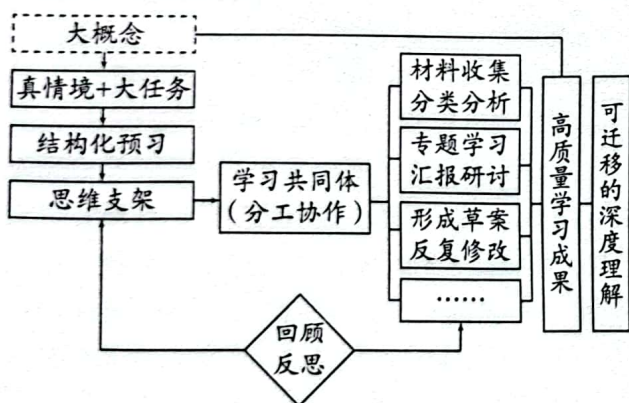 大概念
真情境+大任务
结构化预习
思维支架
学习共同体
(分工协作)
材料收集
分类分析
专题学习
汇报研讨
形成草案
反复修改
……
高质量学习成果
可迁移的深度理解
回顾
反思